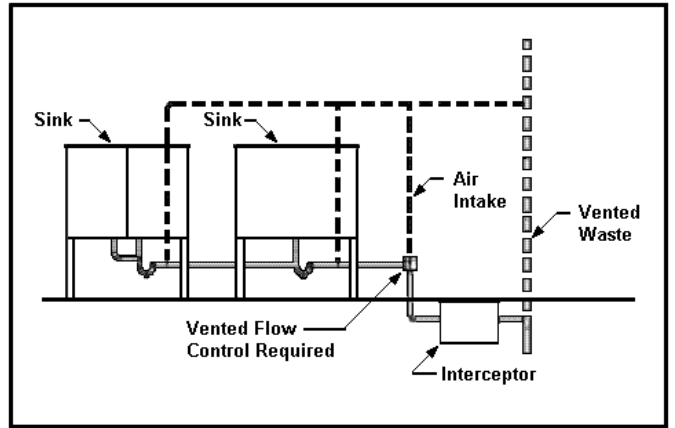 Sink
Sink
Air
Intake
Vented
Waste
Vented Flow
Control Required
Interceptor